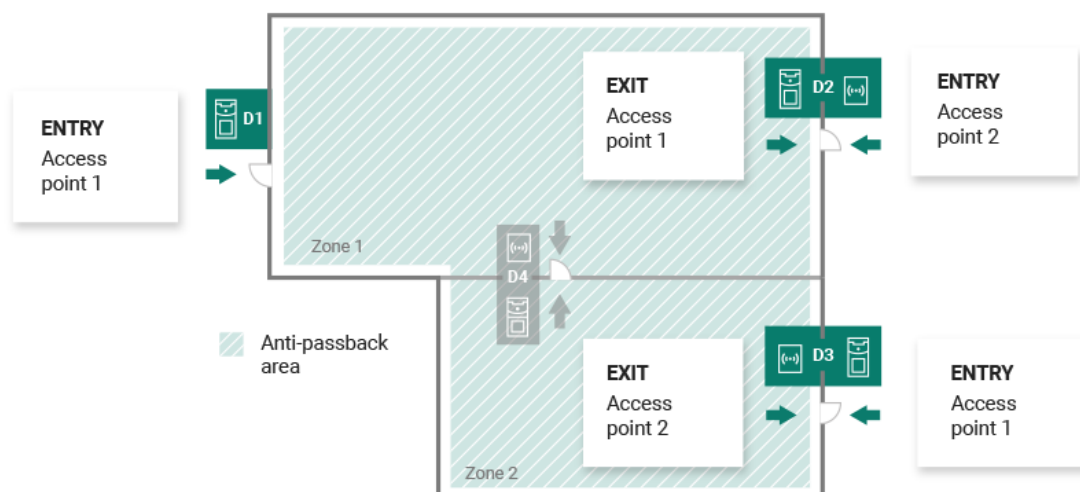 ENTRY
Access
point 1
D1
EXIT
Access
point 1
D2
ENTRY
Access
point 2
Zone 1
D4
Anti-passback
area
EXIT
Access
point 2
D3
ENTRY
Access
point 1
Zone 2